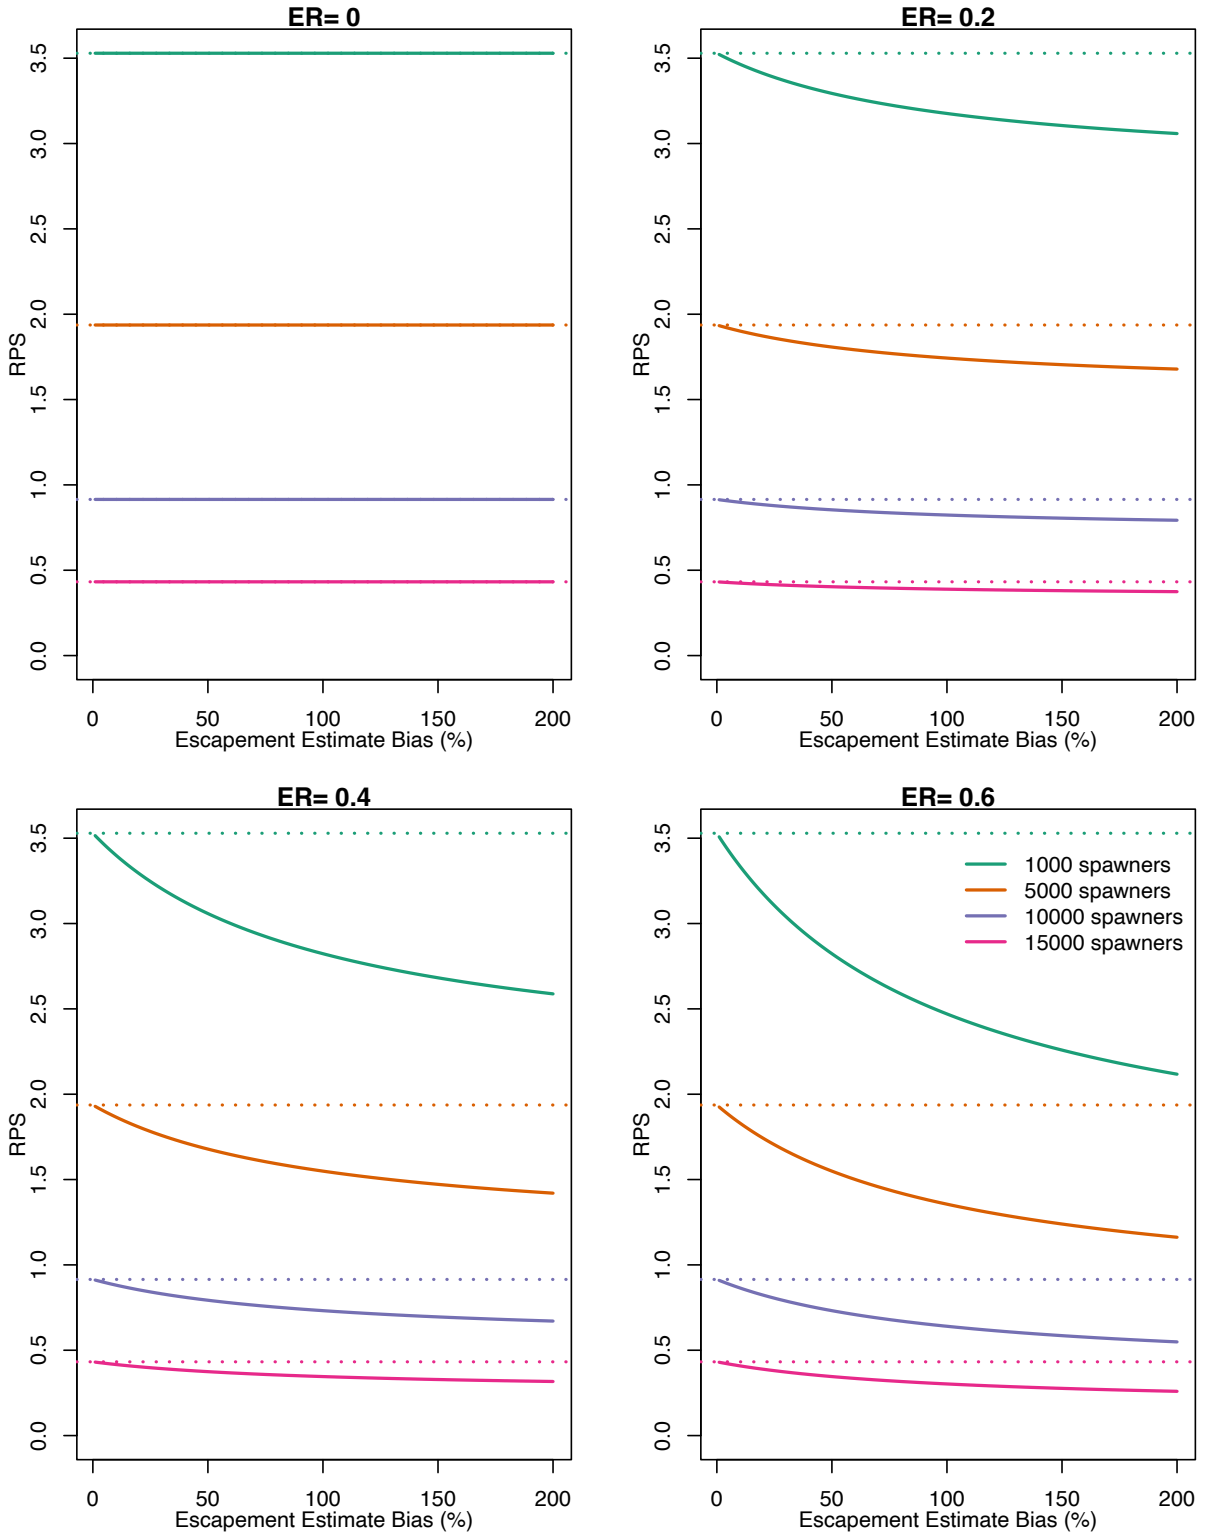 ER= 0
RPS
0.0 0.5 1.0 1.5 2.0 2.5 3.0 3.5
0 50 100 150 200
Escapement Estimate Bias (%)
ER= 0.2
RPS
0.0 0.5 1.0 1.5 2.0 2.5 3.0 3.5
0 50 100 150 200
Escapement Estimate Bias (%)
ER= 0.4
RPS
0.0 0.5 1.0 1.5 2.0 2.5 3.0 3.5
0 50 100 150 200
Escapement Estimate Bias (%)
ER= 0.6
RPS
0.0 0.5 1.0 1.5 2.0 2.5 3.0 3.5
1000 spawners
5000 spawners
10000 spawners
15000 spawners
0 50 100 150 200
Escapement Estimate Bias (%)